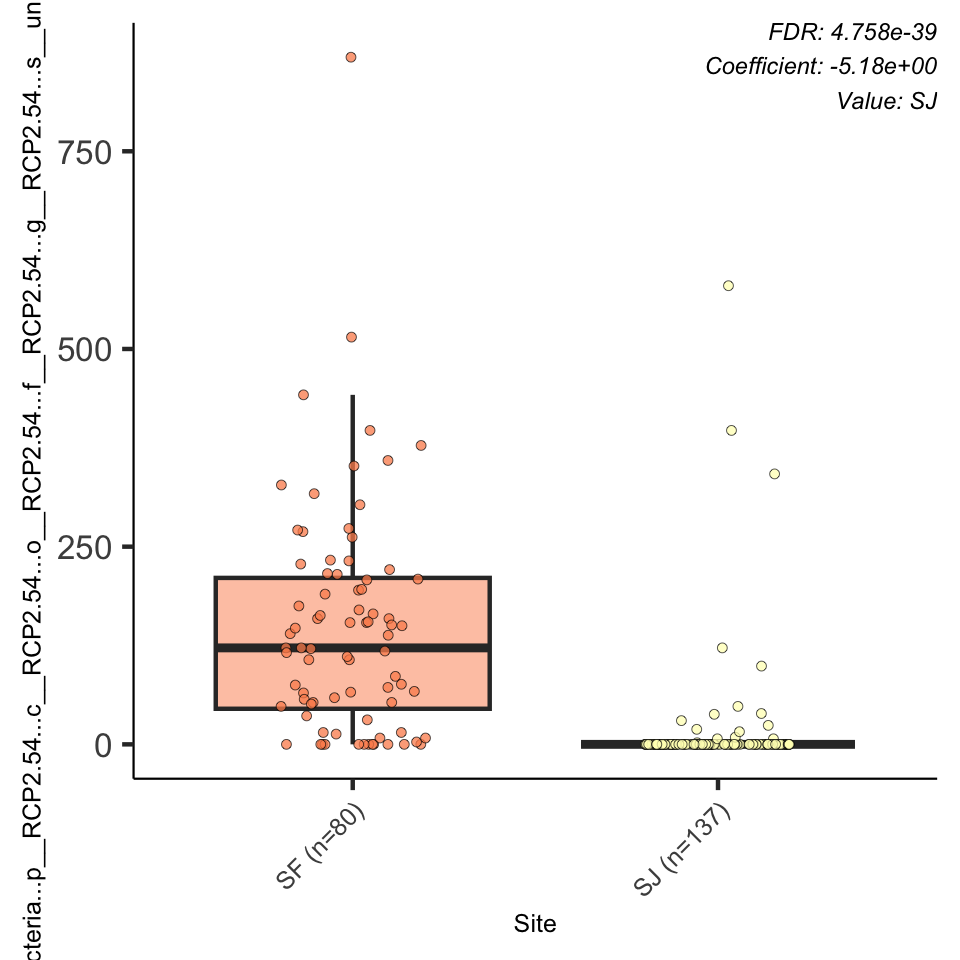 FDR: 4.758e-39
Coefficient: -5.18e+00
Value: SJ
cteria...p__RCP2.54...c__RCP2.54...o__RCP2.54...f__RCP2.54...g__RCP2.54...s__un
750
500
250
0
SF (n=80)
SJ (n=137)
Site